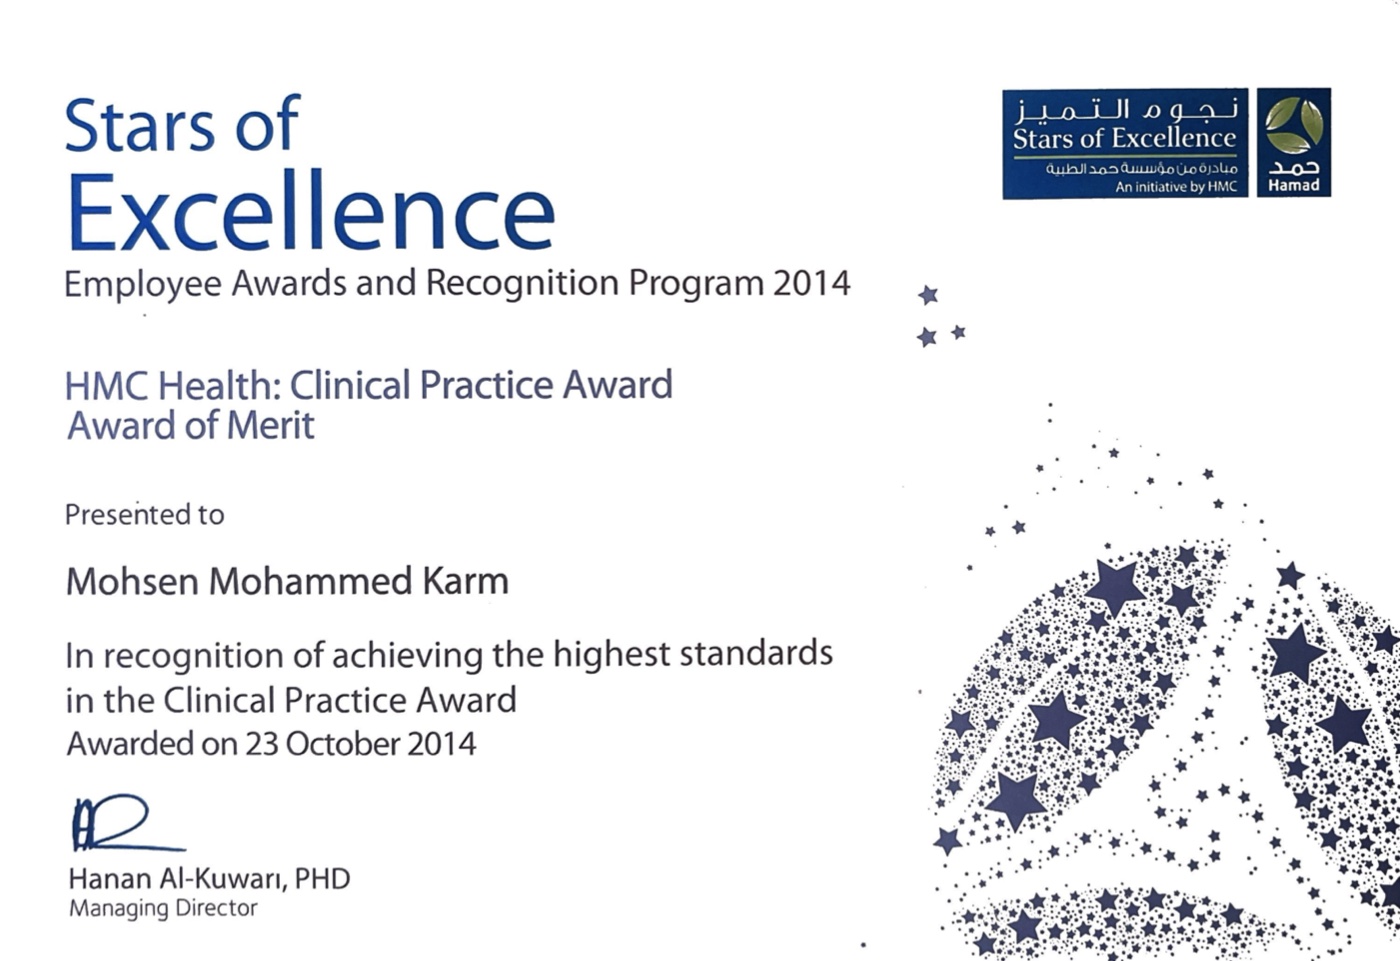 Stars of
Excellence
Employee Awards and Recognition Program 2014
نجوم التميز
Stars of Excellence
مبادرة من مؤسسة حمد الطبية
An initiative by HMC
حمد
Hamad
HMC Health: Clinical Practice Award
Award of Merit
Presented to
Mohsen Mohammed Karm
In recognition of achieving the highest standards
in the Clinical Practice Award
Awarded on 23 October 2014
Hanan Al-Kuwari, PHD
Managing Director